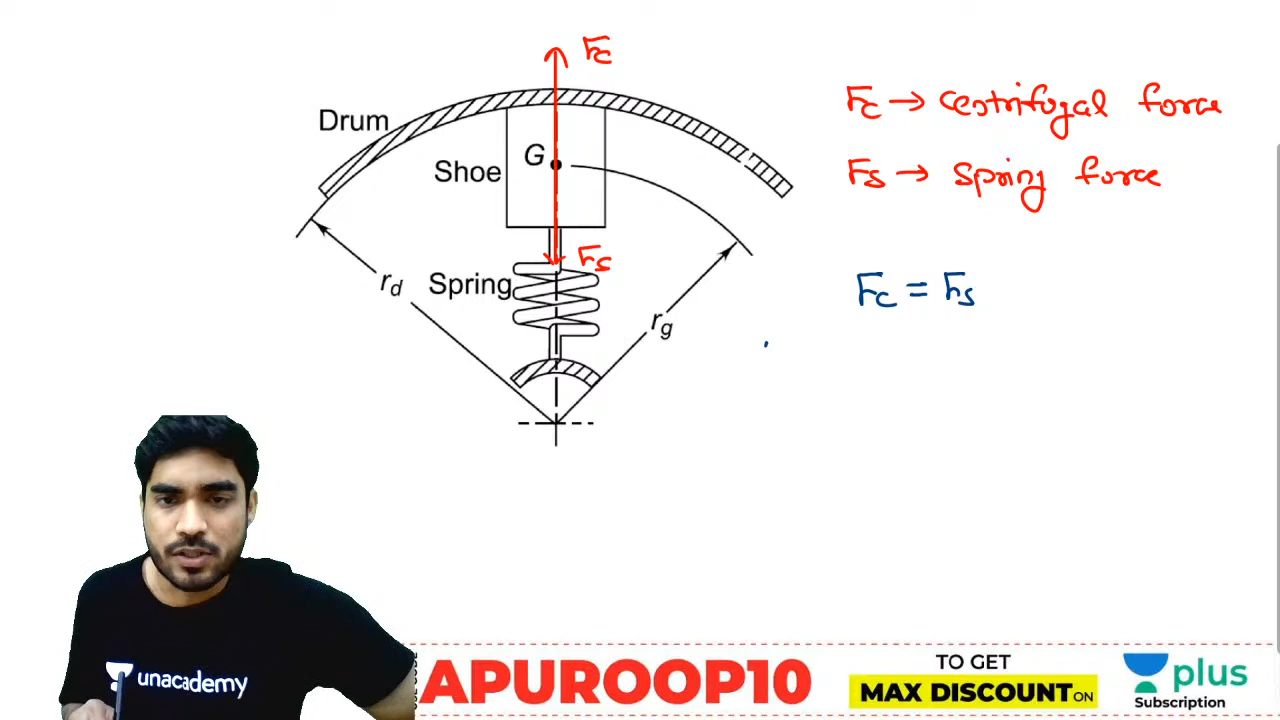 Fc
Fc → Centrifugal force
Drum
G
Shoe
Fs → Spring force
Fs
rd
Spring
rg
Fc = Fs
unacademy
APUROOP10
TO GET
MAX DISCOUNT ON
plus
Subscription